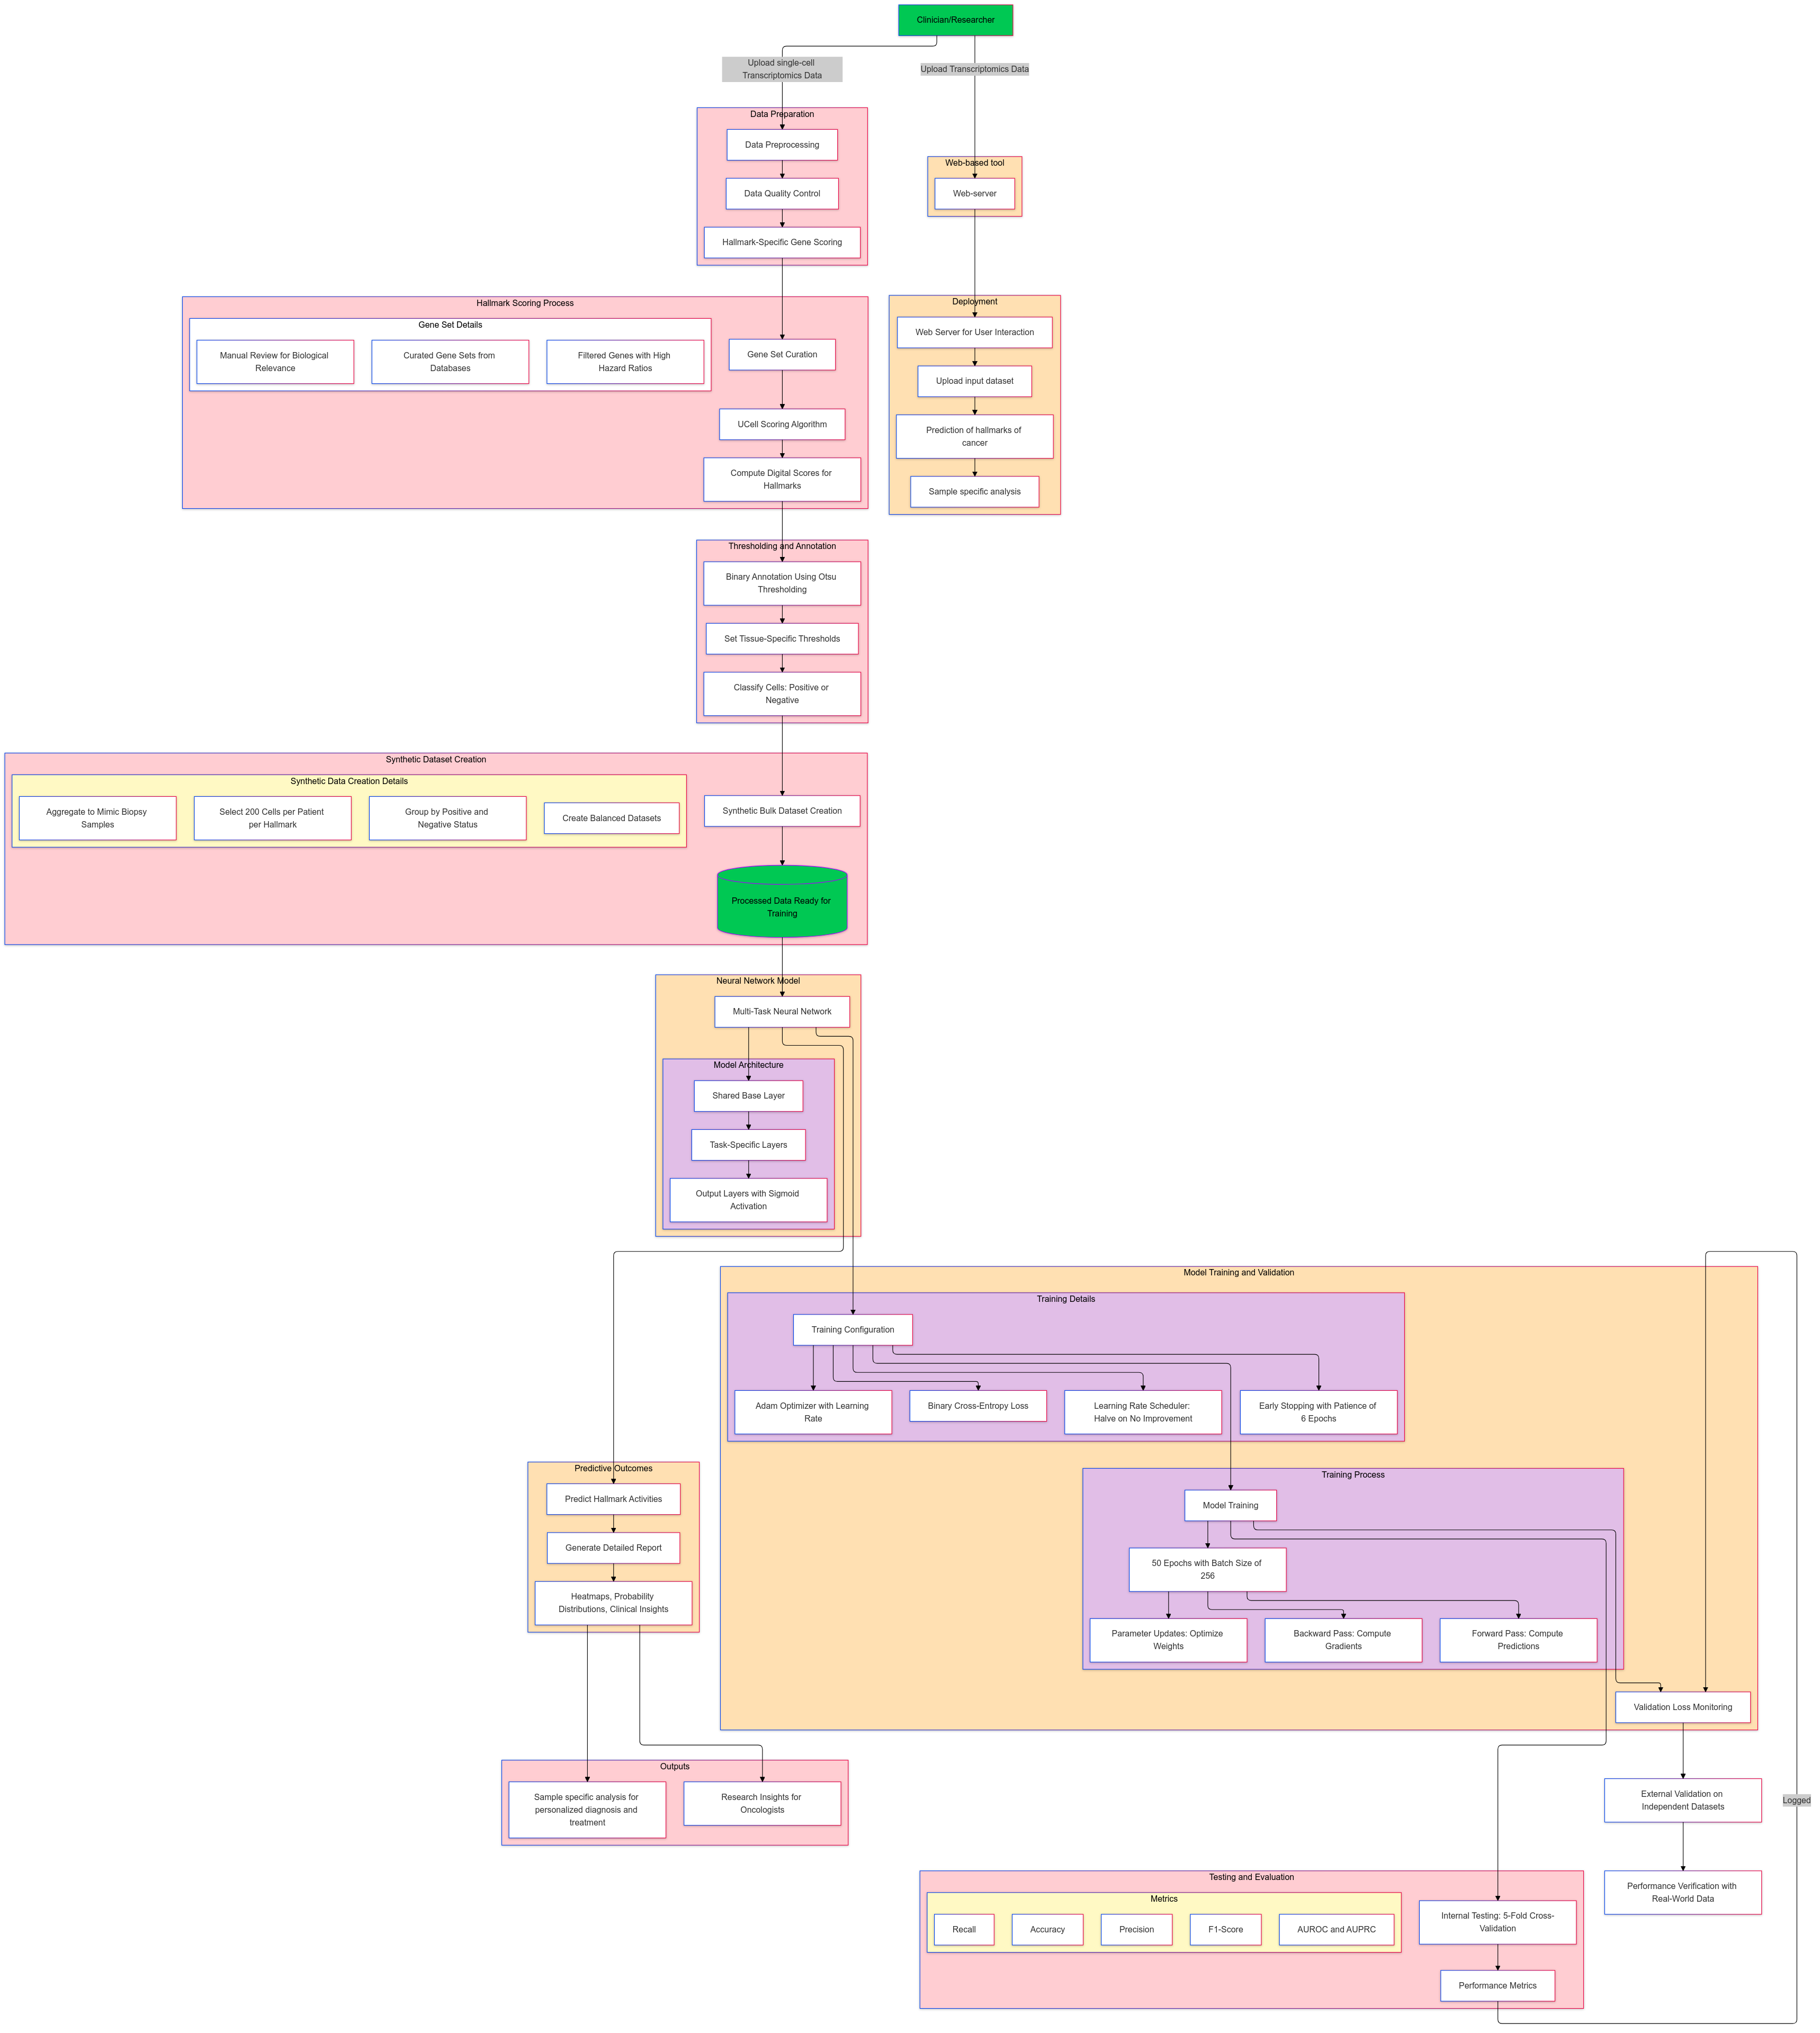 Clinician/Researcher
Upload single-cell
Transcriptomics Data
Upload Transcriptomics Data
Data Preparation
Data Preprocessing
Data Quality Control
Hallmark-Specific Gene Scoring
Web-based tool
Web-server
Hallmark Scoring Process
Gene Set Details
Manual Review for Biological
Relevance
Curated Gene Sets from
Databases
Filtered Genes with High
Hazard Ratios
Gene Set Curation
UCell Scoring Algorithm
Compute Digital Scores for
Hallmarks
Deployment
Web Server for User Interaction
Upload input dataset
Prediction of hallmarks of
cancer
Sample specific analysis
Thresholding and Annotation
Binary Annotation Using Otsu
Thresholding
Set Tissue-Specific Thresholds
Classify Cells: Positive or
Negative
Synthetic Dataset Creation
Synthetic Data Creation Details
Aggregate to Mimic Biopsy
Samples
Select 200 Cells per Patient
per Hallmark
Group by Positive and
Negative Status
Create Balanced Datasets
Synthetic Bulk Dataset Creation
Processed Data Ready for
Training
Neural Network Model
Multi-Task Neural Network
Model Architecture
Shared Base Layer
Task-Specific Layers
Output Layers with Sigmoid
Activation
Model Training and Validation
Training Details
Training Configuration
Adam Optimizer with Learning
Rate
Binary Cross-Entropy Loss
Learning Rate Scheduler:
Halve on No Improvement
Early Stopping with Patience of
6 Epochs
Training Process
Model Training
50 Epochs with Batch Size of
256
Parameter Updates: Optimize
Weights
Backward Pass: Compute
Gradients
Forward Pass: Compute
Predictions
Validation Loss Monitoring
Predictive Outcomes
Predict Hallmark Activities
Generate Detailed Report
Heatmaps, Probability
Distributions, Clinical Insights
Outputs
Sample specific analysis for
personalized diagnosis and
treatment
Research Insights for
Oncologists
External Validation on
Independent Datasets
Logged
Performance Verification with
Real-World Data
Testing and Evaluation
Metrics
Recall
Accuracy
Precision
F1-Score
AUROC and AUPRC
Internal Testing: 5-Fold Cross-
Validation
Performance Metrics